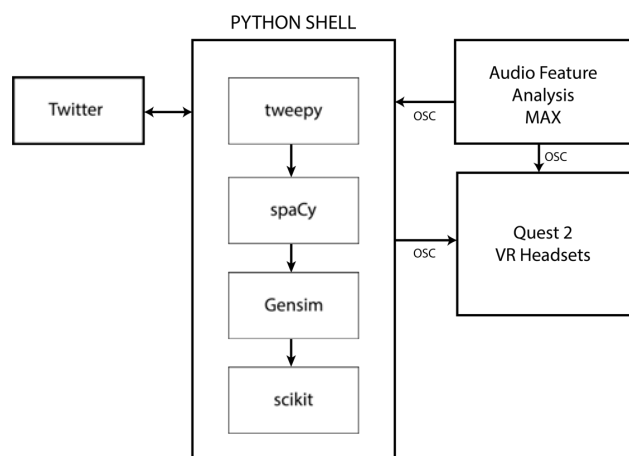 PYTHON SHELL
Twitter
tweepy
spaCy
Gensim
scikit
OSC
Audio Feature
Analysis
MAX
OSC
Quest 2
VR Headsets
OSC